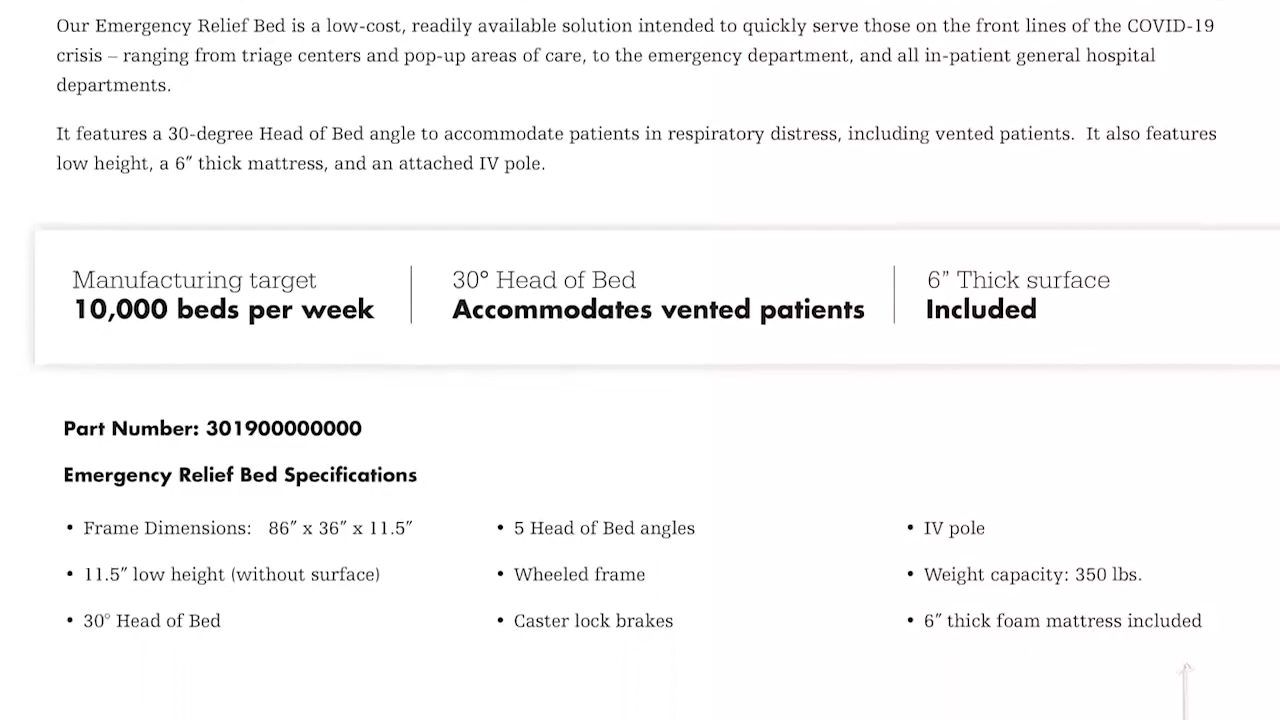 Our Emergency Relief Bed is a low-cost, readily available solution intended to quickly serve those on the front lines of the COVID-19
crisis – ranging from triage centers and pop-up areas of care, to the emergency department, and all in-patient general hospital
departments.
It features a 30-degree Head of Bed angle to accommodate patients in respiratory distress, including vented patients.  It also features
low height, a 6″ thick mattress, and an attached IV pole.
Manufacturing target
10,000 beds per week
30° Head of Bed
Accommodates vented patients
6” Thick surface
Included
Part Number: 301900000000
Emergency Relief Bed Specifications
• Frame Dimensions:   86″ x 36″ x 11.5″
• 11.5″ low height (without surface)
• 30° Head of Bed
• 5 Head of Bed angles
• Wheeled frame
• Caster lock brakes
• IV pole
• Weight capacity: 350 lbs.
• 6″ thick foam mattress included